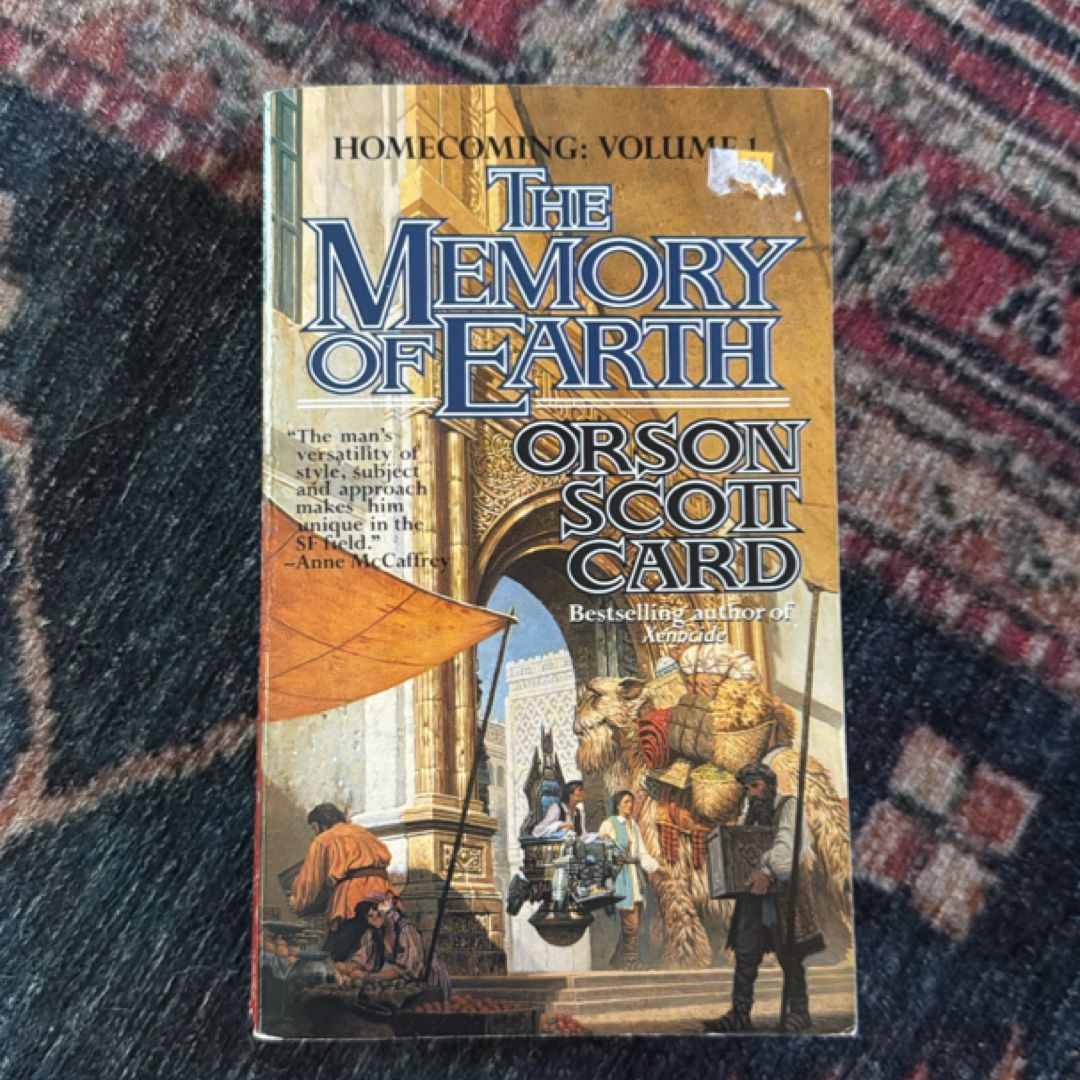 HOMECOMING: VOLUME 1
THE
MEMORY
OF EARTH
"The man's
versatility of
style, subject
and approach
makes him
unique in the
SF field."
–Anne McCaffrey
ORSON
SCOTT
CARD
Bestselling author of
Xenocide